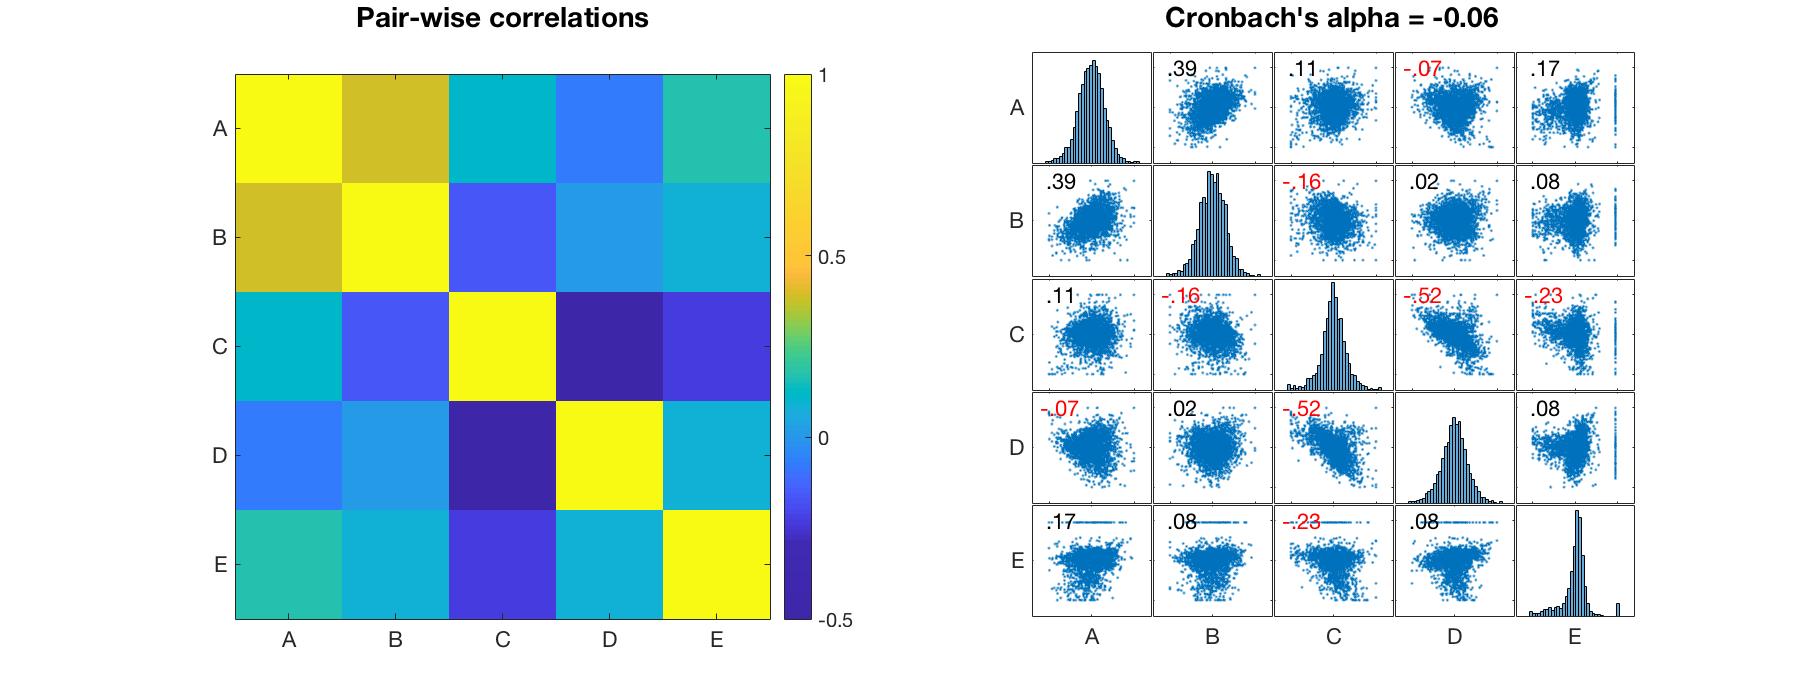 Pair-wise correlations
A
B
C
D
E
A B C D E
1
0.5
0
-0.5
Cronbach's alpha = -0.06
A .39 .11 -.07 .17
B .39 -.16 .02 .08
C .11 -.16 -.52 -.23
D -.07 .02 -.52 .08
E .17 .08 -.23 .08
A B C D E